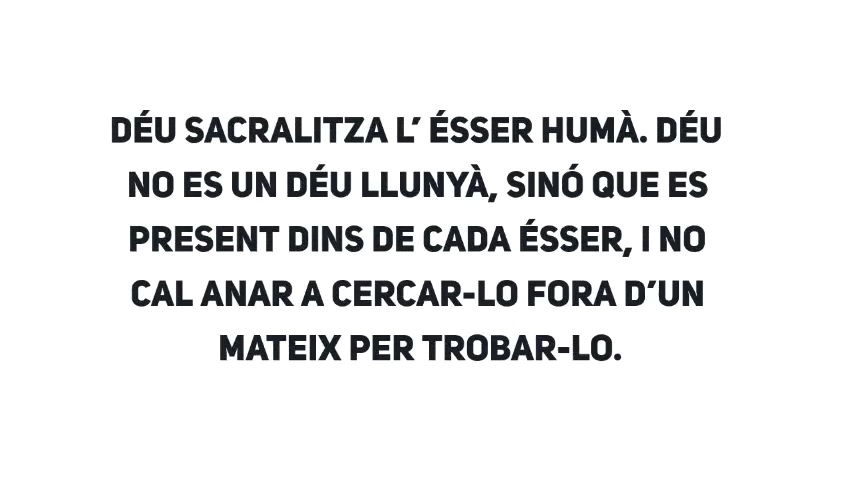 DÉU SACRALITZA L’ ÉSSER HUMÀ. DÉU
NO ES UN DÉU LLUNYÀ, SINÓ QUE ES
PRESENT DINS DE CADA ÉSSER, I NO
CAL ANAR A CERCAR-LO FORA D’UN
MATEIX PER TROBAR-LO.